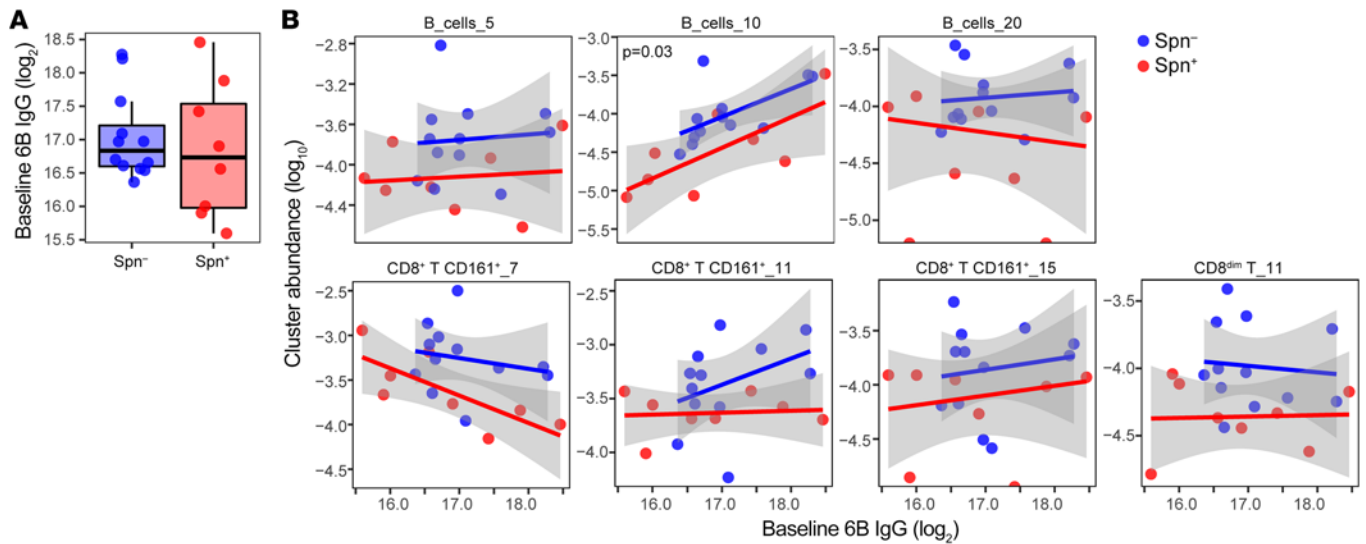 A
Baseline 6B IgG (log2)
18.5
18.0
17.5
17.0
16.5
16.0
15.5
Spn–
Spn+
B
Cluster abundance (log10)
B_cells_5
−2.8
−3.2
−3.6
−4.0
−4.4
B_cells_10
p=0.03
−3.0
−3.5
−4.0
−4.5
−5.0
−5.5
B_cells_20
−3.5
−4.0
−4.5
−5.0
Spn–
Spn+
CD8+ T CD161+_7
−2.5
−3.0
−3.5
−4.0
−4.5
16.0 17.0 18.0
CD8+ T CD161+_11
−2.5
−3.0
−3.5
−4.0
16.0 17.0 18.0
CD8+ T CD161+_15
−3.5
−4.0
−4.5
16.0 17.0 18.0
CD8dim T_11
−3.5
−4.5
16.0 17.0 18.0
Baseline 6B IgG (log2)